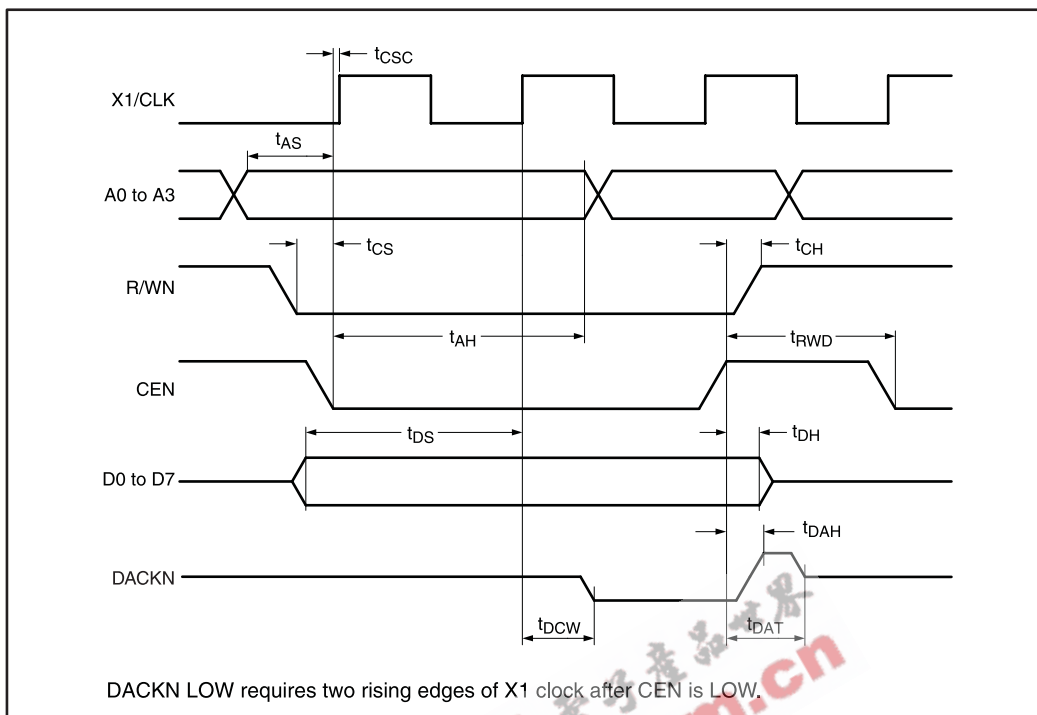 tCSC
X1/CLK
tAS
A0 to A3
tCS
tCH
R/WN
tAH
tRWD
CEN
tDS
tDH
D0 to D7
tDAH
DACKN
tDCW
tDAT
DACKN LOW requires two rising edges of X1 clock after CEN is LOW.